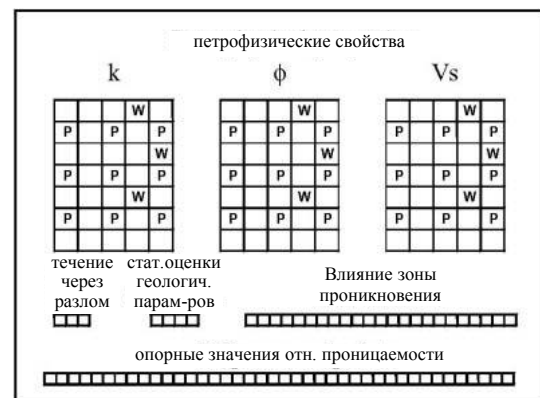 петрофизические свойства
k ϕ Vs
W W W
P P P P P P P P P
W W W
P P P P P P P P P
W W W
P P P P P P P P P
течение
через
разлом
стат.оценки
геологич.
парам-ров
Влияние зоны
проникновения
опорные значения отн. проницаемости